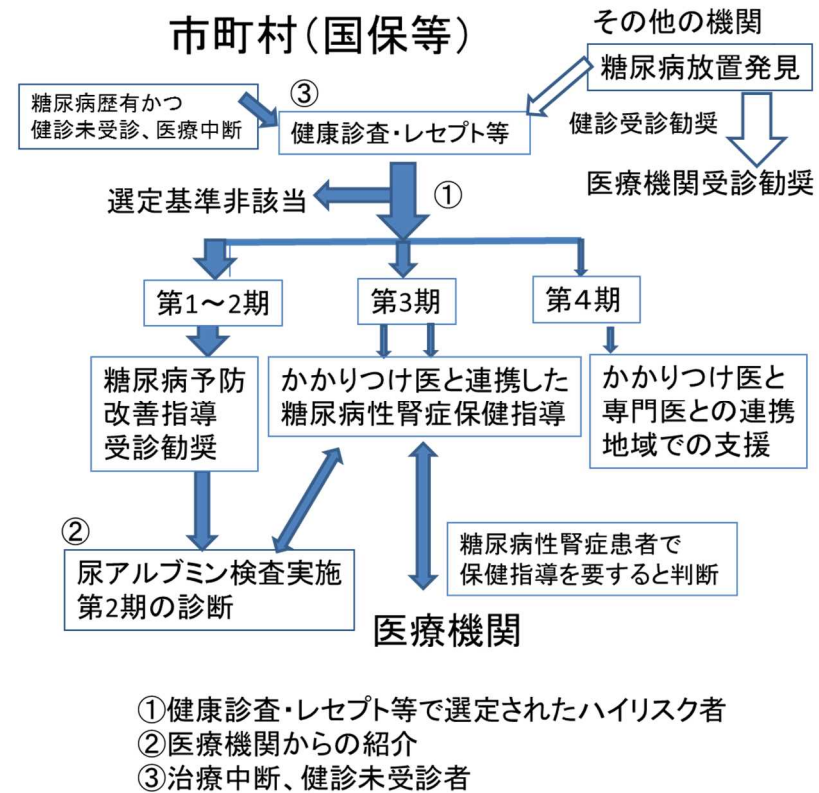 市町村（国保等）
その他の機関
糖尿病放置発見
糖尿病歴有かつ
健診未受診、医療中断
③
健康診査・レセプト等
健診受診勧奨
医療機関受診勧奨
選定基準非該当
①
第1～2期
第3期
第４期
糖尿病予防
改善指導
受診勧奨
かかりつけ医と連携した
糖尿病性腎症保健指導
かかりつけ医と
専門医との連携
地域での支援
②
尿アルブミン検査実施
第2期の診断
糖尿病性腎症患者で
保健指導を要すると判断
医療機関
①健康診査・レセプト等で選定されたハイリスク者
②医療機関からの紹介
③治療中断、健診未受診者